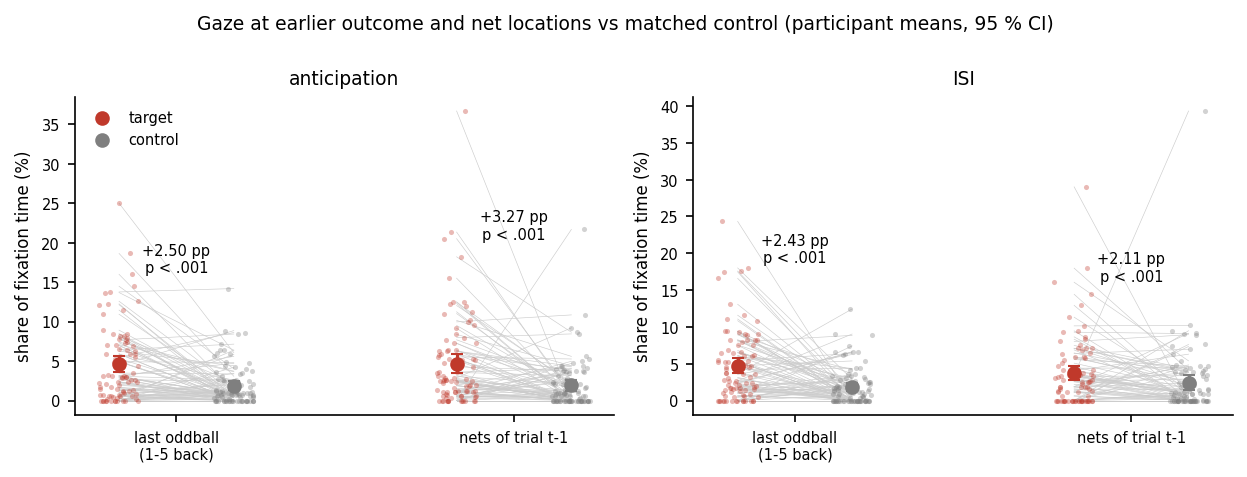 Gaze at earlier outcome and net locations vs matched control (participant means, 95 % CI)
anticipation
share of fixation time (%)
35
30
25
20
15
10
5
0
target
control
+2.50 pp
p < .001
+3.27 pp
p < .001
last oddball
(1-5 back)
nets of trial t-1
ISI
share of fixation time (%)
40
35
30
25
20
15
10
5
0
+2.43 pp
p < .001
+2.11 pp
p < .001
last oddball
(1-5 back)
nets of trial t-1